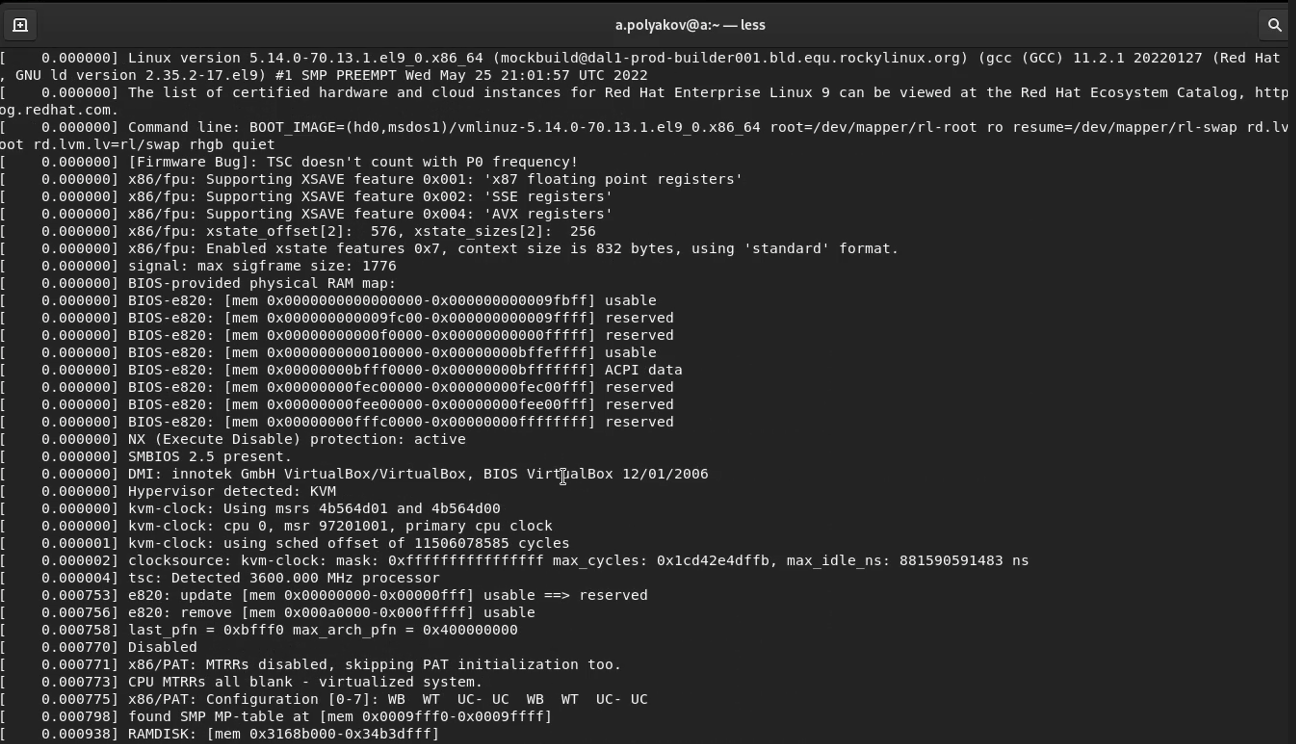 a.polyakov@a:~ — less
[    0.000000] Linux version 5.14.0-70.13.1.el9_0.x86_64 (mockbuild@dal1-prod-builder001.bld.equ.rockylinux.org) (gcc (GCC) 11.2.1 20220127 (Red Hat
, GNU ld version 2.35.2-17.el9) #1 SMP PREEMPT Wed May 25 21:01:57 UTC 2022
[    0.000000] The list of certified hardware and cloud instances for Red Hat Enterprise Linux 9 can be viewed at the Red Hat Ecosystem Catalog, http
og.redhat.com.
[    0.000000] Command line: BOOT_IMAGE=(hd0,msdos1)/vmlinuz-5.14.0-70.13.1.el9_0.x86_64 root=/dev/mapper/rl-root ro resume=/dev/mapper/rl-swap rd.lv
oot rd.lvm.lv=rl/swap rhgb quiet
[    0.000000] [Firmware Bug]: TSC doesn't count with P0 frequency!
[    0.000000] x86/fpu: Supporting XSAVE feature 0x001: 'x87 floating point registers'
[    0.000000] x86/fpu: Supporting XSAVE feature 0x002: 'SSE registers'
[    0.000000] x86/fpu: Supporting XSAVE feature 0x004: 'AVX registers'
[    0.000000] x86/fpu: xstate_offset[2]:  576, xstate_sizes[2]:  256
[    0.000000] x86/fpu: Enabled xstate features 0x7, context size is 832 bytes, using 'standard' format.
[    0.000000] signal: max sigframe size: 1776
[    0.000000] BIOS-provided physical RAM map:
[    0.000000] BIOS-e820: [mem 0x0000000000000000-0x000000000009fbff] usable
[    0.000000] BIOS-e820: [mem 0x000000000009fc00-0x000000000009ffff] reserved
[    0.000000] BIOS-e820: [mem 0x00000000000f0000-0x00000000000fffff] reserved
[    0.000000] BIOS-e820: [mem 0x0000000000100000-0x00000000bffeffff] usable
[    0.000000] BIOS-e820: [mem 0x00000000bfff0000-0x00000000bfffffff] ACPI data
[    0.000000] BIOS-e820: [mem 0x00000000fec00000-0x00000000fec00fff] reserved
[    0.000000] BIOS-e820: [mem 0x00000000fee00000-0x00000000fee00fff] reserved
[    0.000000] BIOS-e820: [mem 0x00000000fffc0000-0x00000000ffffffff] reserved
[    0.000000] NX (Execute Disable) protection: active
[    0.000000] SMBIOS 2.5 present.
[    0.000000] DMI: innotek GmbH VirtualBox/VirtualBox, BIOS VirtualBox 12/01/2006
[    0.000000] Hypervisor detected: KVM
[    0.000000] kvm-clock: Using msrs 4b564d01 and 4b564d00
[    0.000000] kvm-clock: cpu 0, msr 97201001, primary cpu clock
[    0.000001] kvm-clock: using sched offset of 11506078585 cycles
[    0.000002] clocksource: kvm-clock: mask: 0xffffffffffffffff max_cycles: 0x1cd42e4dffb, max_idle_ns: 881590591483 ns
[    0.000004] tsc: Detected 3600.000 MHz processor
[    0.000753] e820: update [mem 0x00000000-0x00000fff] usable ==> reserved
[    0.000756] e820: remove [mem 0x000a0000-0x000fffff] usable
[    0.000758] last_pfn = 0xbfff0 max_arch_pfn = 0x400000000
[    0.000770] Disabled
[    0.000771] x86/PAT: MTRRs disabled, skipping PAT initialization too.
[    0.000773] CPU MTRRs all blank - virtualized system.
[    0.000775] x86/PAT: Configuration [0-7]: WB  WT  UC- UC  WB  WT  UC- UC
[    0.000798] found SMP MP-table at [mem 0x0009fff0-0x0009ffff]
[    0.000938] RAMDISK: [mem 0x3168b000-0x34b3dfff]